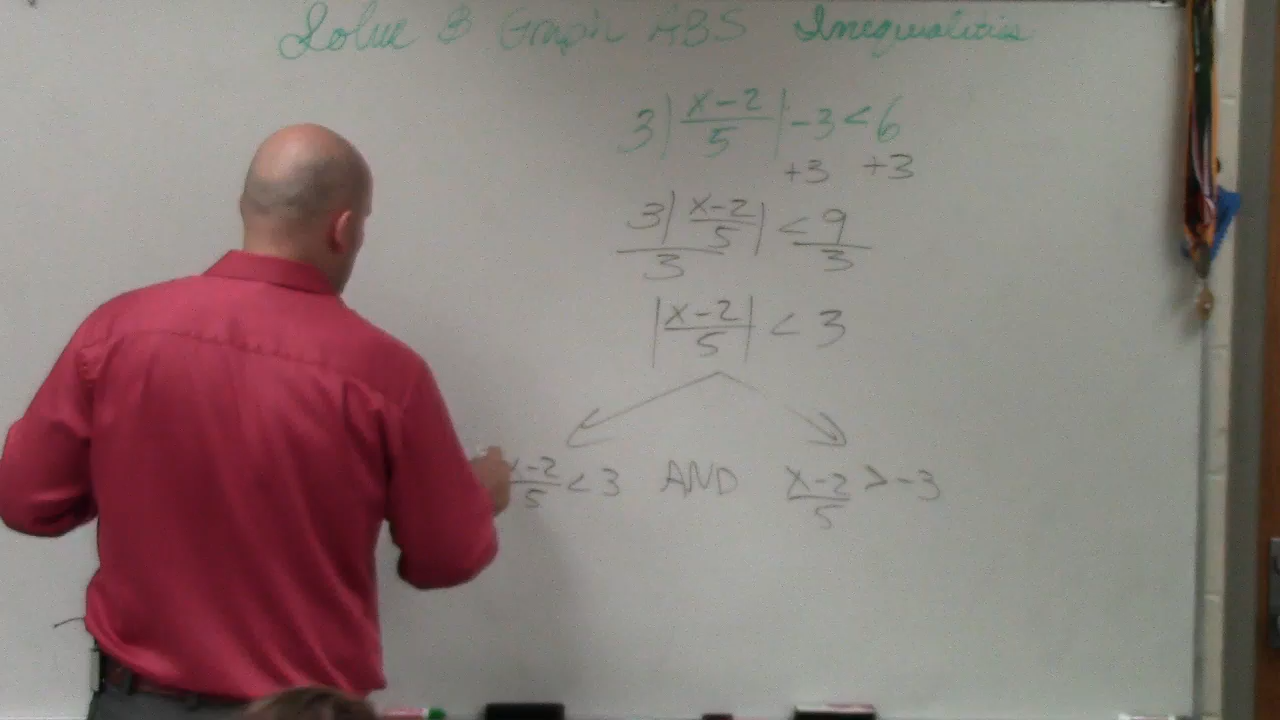 Solve & Graph ABS Inequalities
3|x-2/5|-3<6
+3 +3
3|x-2/5|<9
3 3
|x-2/5|<3
x-2/5<3 AND x-2/5>-3